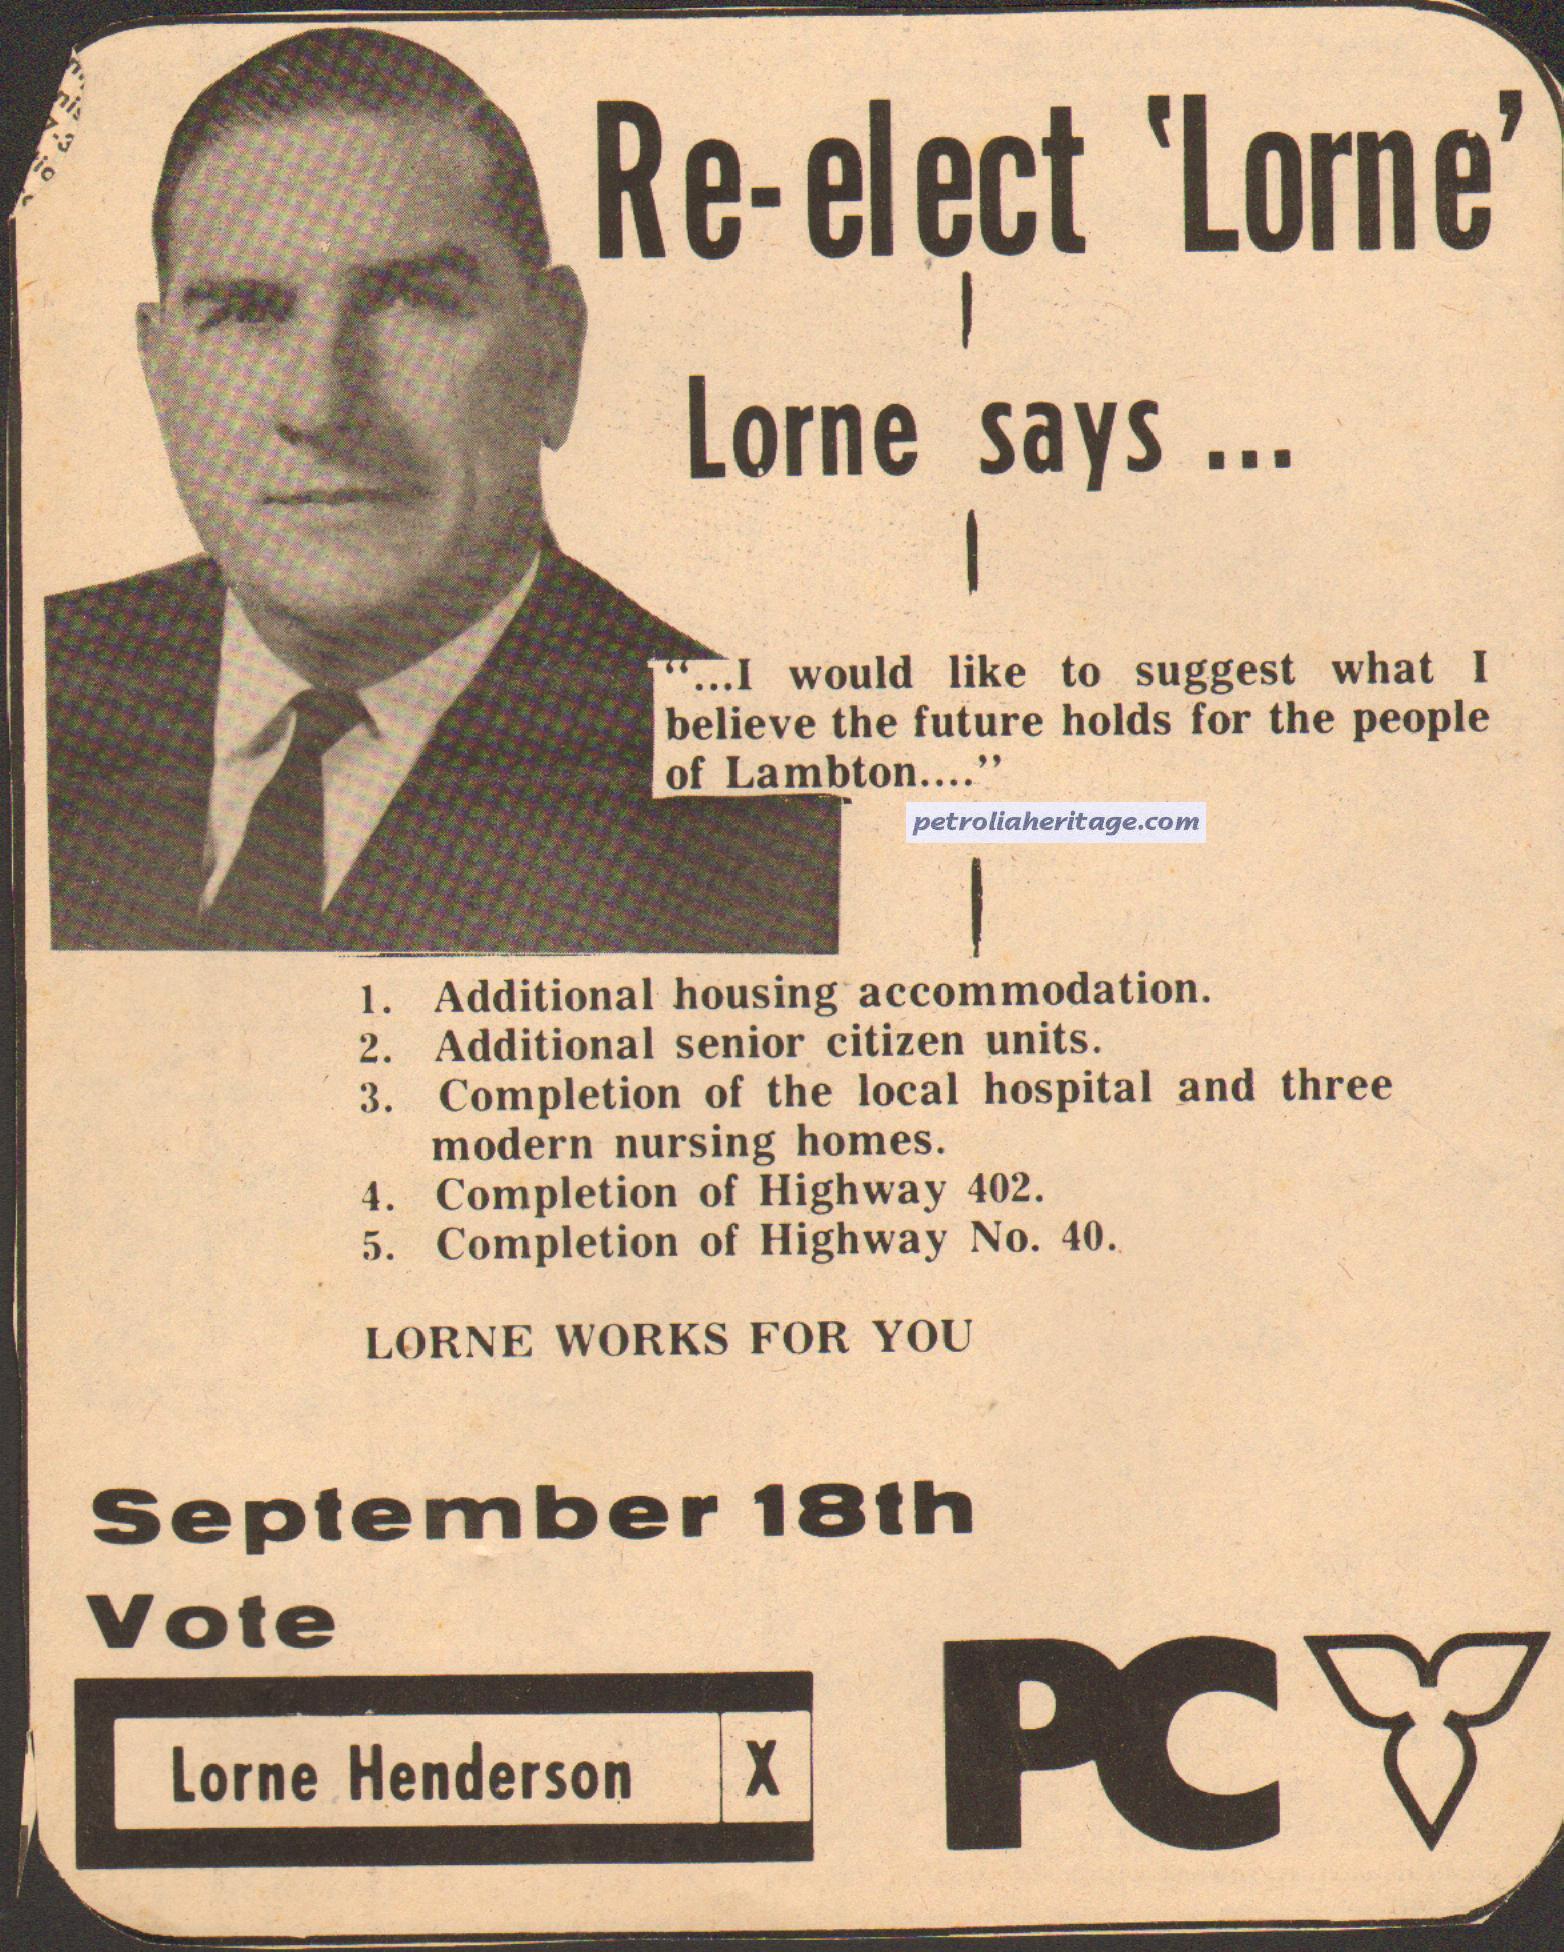 Re-elect ‘Lorne’
Lorne says ...
“...I would like to suggest what I
believe the future holds for the people
of Lambton....”
petroliaheritage.com
1. Additional housing accommodation.
2. Additional senior citizen units.
3. Completion of the local hospital and three
modern nursing homes.
4. Completion of Highway 402.
5. Completion of Highway No. 40.
LORNE WORKS FOR YOU
September 18th
Vote
Lorne Henderson X
PC